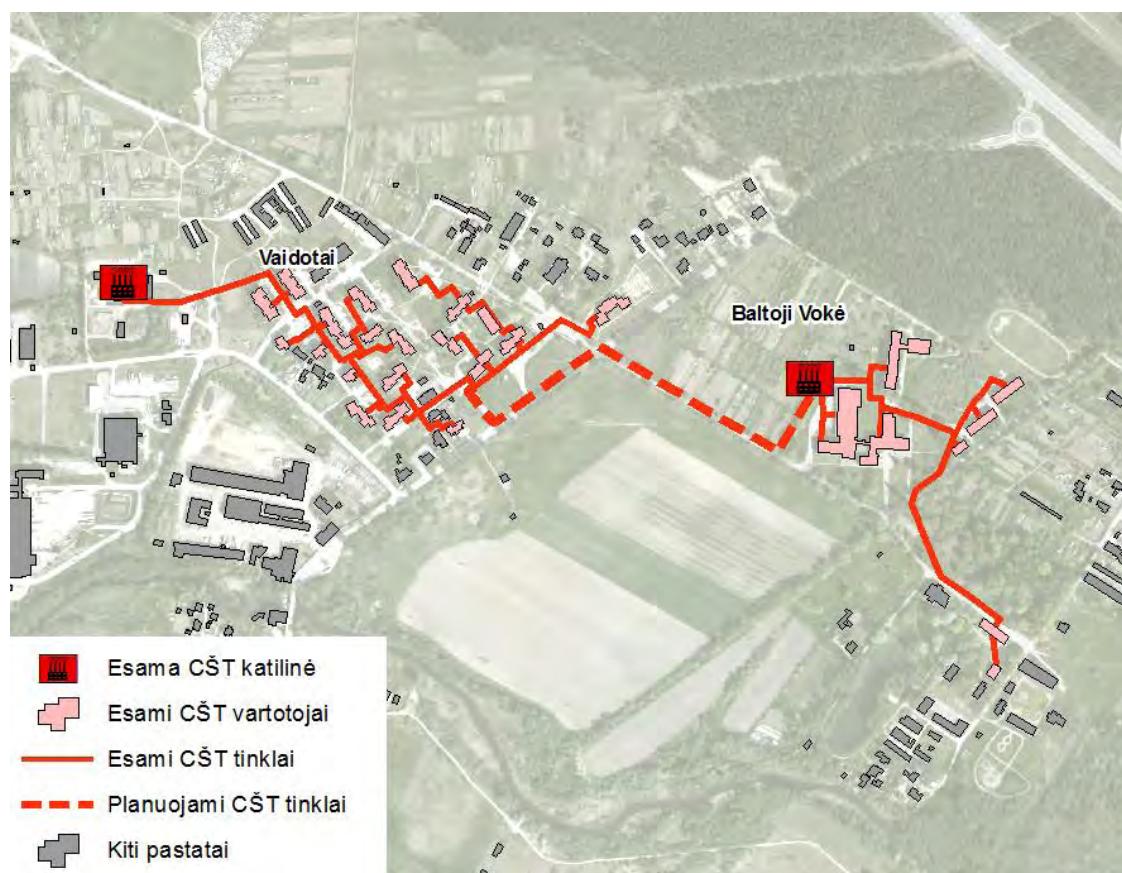 Vaidotai
Baltoji Vokė
Esama CŠT katilinė
Esami CŠT vartotojai
Esami CŠT tinklai
Planuojami CŠT tinklai
Kiti pastatai